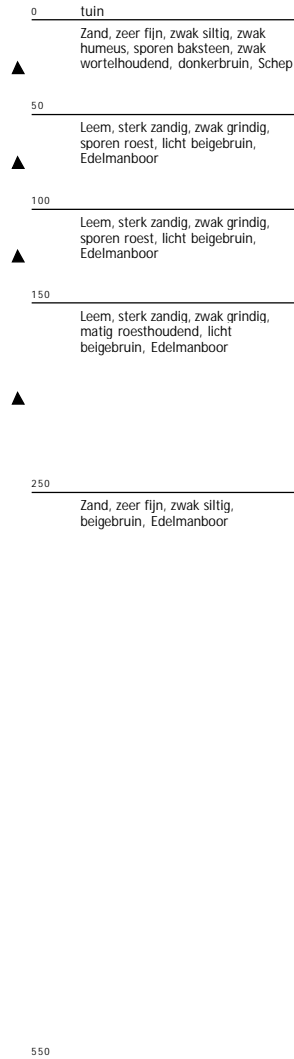 0 tuin
Zand, zeer fijn, zwak siltig, zwak
humeus, sporen baksteen, zwak
wortelhoudend, donkerbruin, Schep
50
Leem, sterk zandig, zwak grindig,
sporen roest, licht beigebruin,
Edelmanboor
100
Leem, sterk zandig, zwak grindig,
sporen roest, licht beigebruin,
Edelmanboor
150
Leem, sterk zandig, zwak grindig,
matig roesthoudend, licht
beigebruin, Edelmanboor
250
Zand, zeer fijn, zwak siltig,
beigebruin, Edelmanboor
550